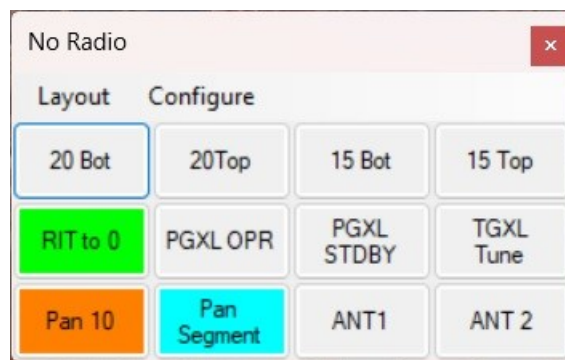 No Radio
Layout Configure
20 Bot 20Top 15 Bot 15 Top
RIT to 0 PGXL OPR PGXL STDBY TGXL Tune
Pan 10 Pan Segment ANT1 ANT 2